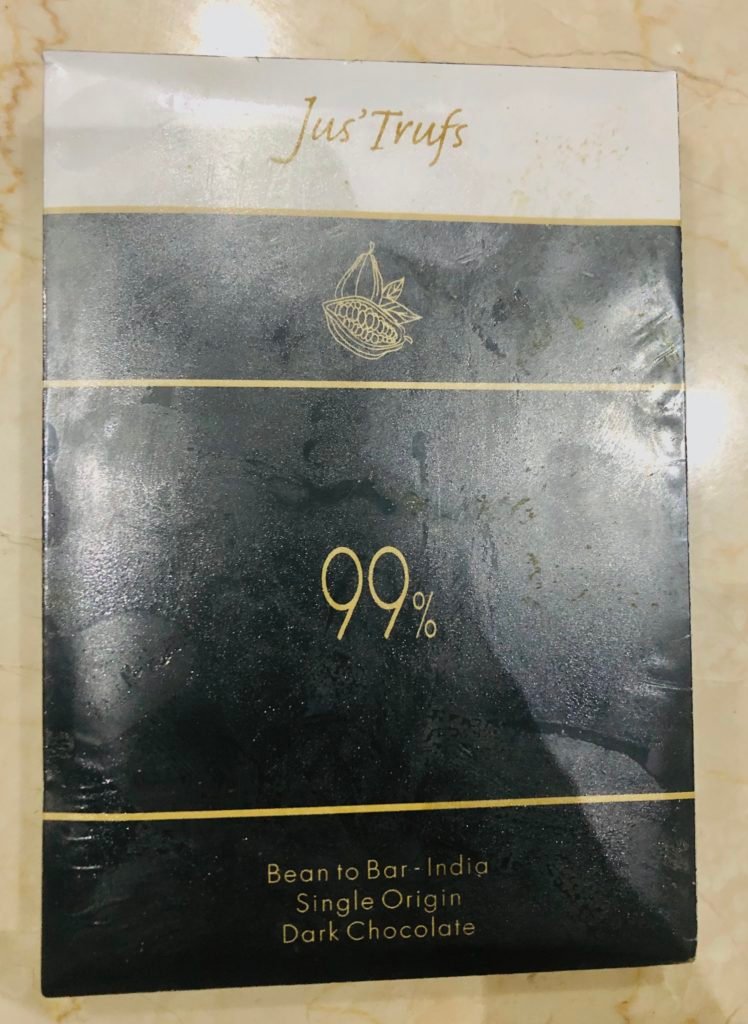 Jus'Trufs
99%
Bean to Bar - India
Single Origin
Dark Chocolate